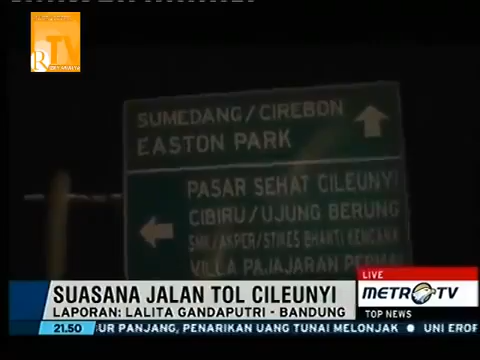 SUMEDANG/CIREBON
EASTON PARK
PASAR SEHAT CILEUNYI
CIBIRU/UJUNG BERUNG
SMK/AKPER/STIKES BHAKTI KENCANA
VILLA PAJAJARAN PERMAI
LIVE
SUASANA JALAN TOL CILEUNYI
METRO TV
LAPORAN: LALITA GANDAPUTRI - BANDUNG
TOP NEWS
21.50 UR PANJANG, PENARIKAN UANG TUNAI MELONJAK UNI EROF